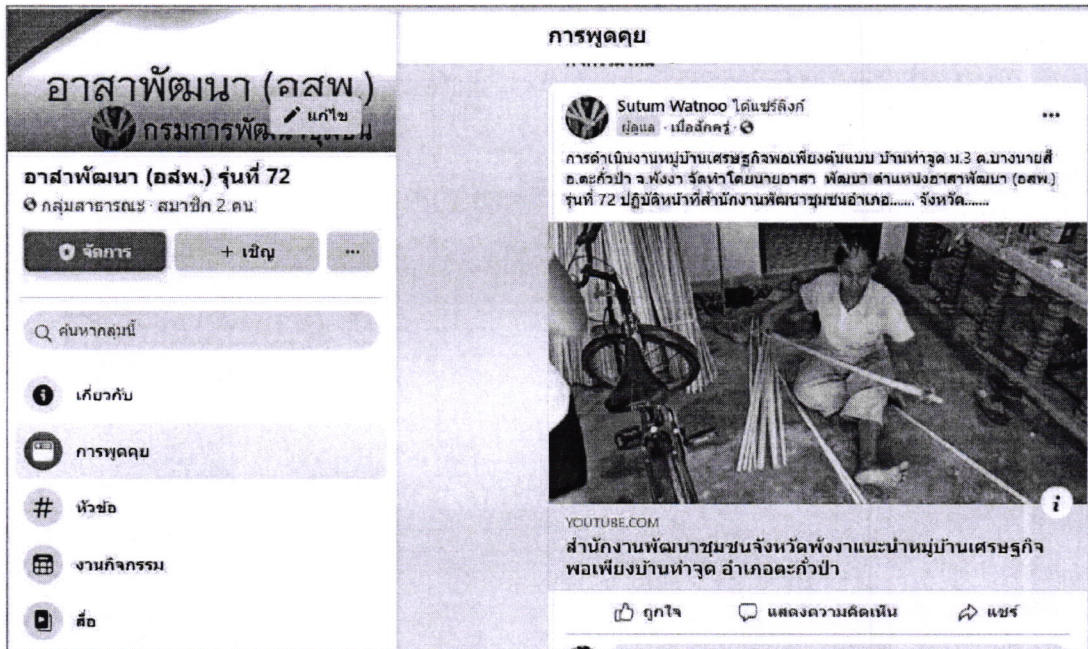 อาสาพัฒนา (อสพ.)
แก้ไข
กรมการพัฒ
อาสาพัฒนา (อสพ.) รุ่นที่ 72
กลุ่มสาธารณะ · สมาชิก 2 คน
จัดการ
+ เชิญ
...
ค้นหากลุ่มนี้
เกี่ยวกับ
การพูดคุย
# หัวข้อ
งานกิจกรรม
สื่อ
การพูดคุย
Sutum Watnoo ได้แชร์ลิงก์
...
ผู้ดูแล · เมื่อสักครู่ ·
การดำเนินงานหมู่บ้านเศรษฐกิจพอเพียงต้นแบบ บ้านท่าจูด ม.3 ต.บางนายสี
อ.ตะกั่วป่า จ.พังงา จัดทำโดยนายอาสา พัฒนา ตำแหน่งอาสาพัฒนา (อสพ.)
รุ่นที่ 72 ปฏิบัติหน้าที่สำนักงานพัฒนาชุมชนอำเภอ....... จังหวัด.......
i
YOUTUBE.COM
สำนักงานพัฒนาชุมชนจังหวัดพังงาแนะนำหมู่บ้านเศรษฐกิจ
พอเพียงบ้านท่าจูด อำเภอตะกั่วป่า
ถูกใจ
แสดงความคิดเห็น
แชร์